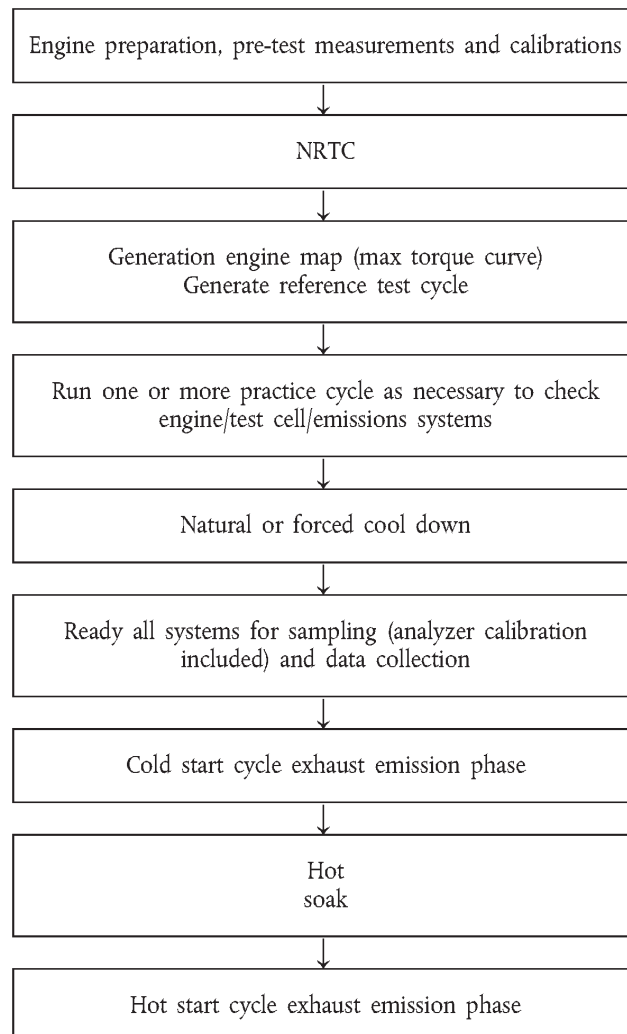 Engine preparation, pre-test measurements and calibrations
NRTC
Generation engine map (max torque curve)
Generate reference test cycle
Run one or more practice cycle as necessary to check
engine/test cell/emissions systems
Natural or forced cool down
Ready all systems for sampling (analyzer calibration
included) and data collection
Cold start cycle exhaust emission phase
Hot
soak
Hot start cycle exhaust emission phase